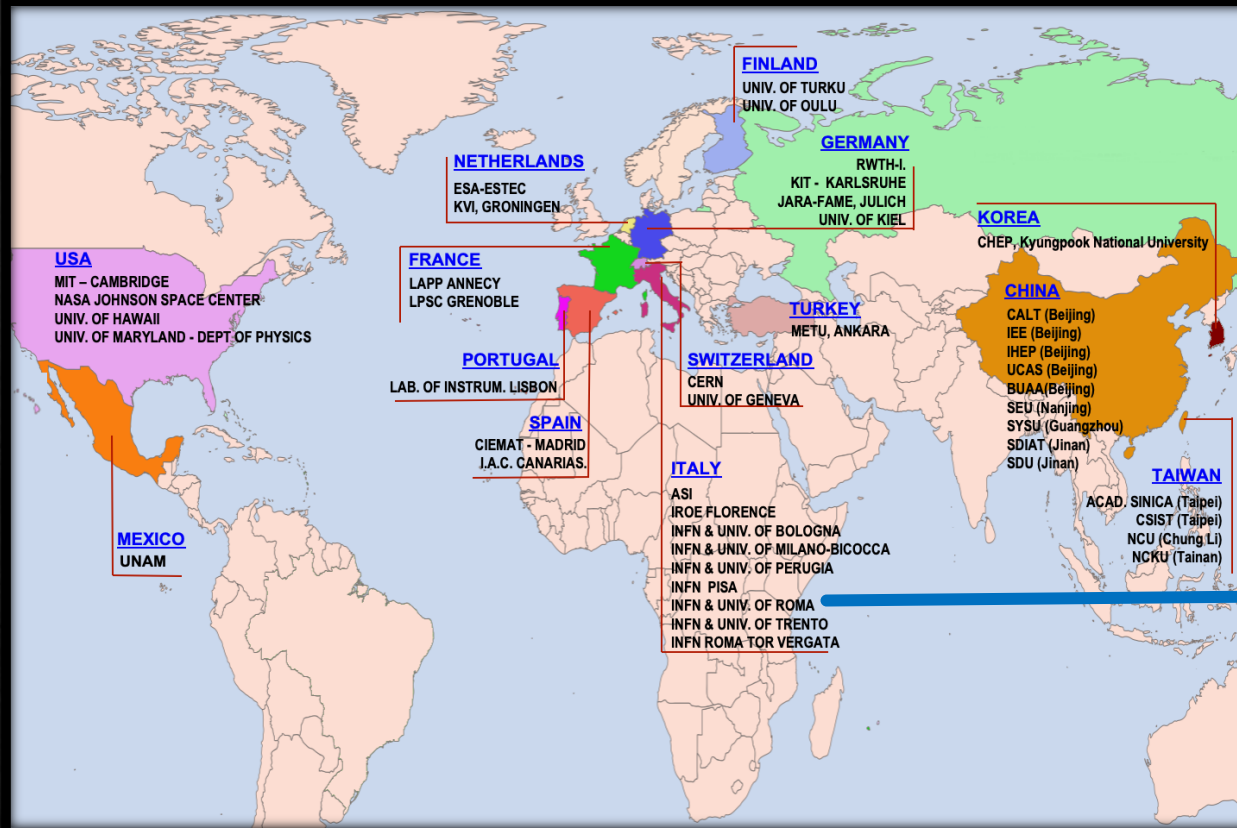 FINLAND
UNIV. OF TURKU
UNIV. OF OULU
GERMANY
RWTH-I.
KIT - KARLSRUHE
JARA-FAME, JULICH
UNIV. OF KIEL
NETHERLANDS
ESA-ESTEC
KVI, GRONINGEN
KOREA
CHEP, Kyungpook National University
USA
MIT – CAMBRIDGE
NASA JOHNSON SPACE CENTER
UNIV. OF HAWAII
UNIV. OF MARYLAND - DEPT OF PHYSICS
FRANCE
LAPP ANNECY
LPSC GRENOBLE
CHINA
CALT (Beijing)
IEE (Beijing)
IHEP (Beijing)
UCAS (Beijing)
BUAA(Beijing)
SEU (Nanjing)
SYSU (Guangzhou)
SDIAT (Jinan)
SDU (Jinan)
TURKEY
METU, ANKARA
PORTUGAL
LAB. OF INSTRUM. LISBON
SWITZERLAND
CERN
UNIV. OF GENEVA
SPAIN
CIEMAT - MADRID
I.A.C. CANARIAS.
ITALY
ASI
IROE FLORENCE
INFN & UNIV. OF BOLOGNA
INFN & UNIV. OF MILANO-BICOCCA
INFN & UNIV. OF PERUGIA
INFN PISA
INFN & UNIV. OF ROMA
INFN & UNIV. OF TRENTO
INFN ROMA TOR VERGATA
TAIWAN
ACAD. SINICA (Taipei)
CSIST (Taipei)
NCU (Chung Li)
NCKU (Tainan)
MEXICO
UNAM